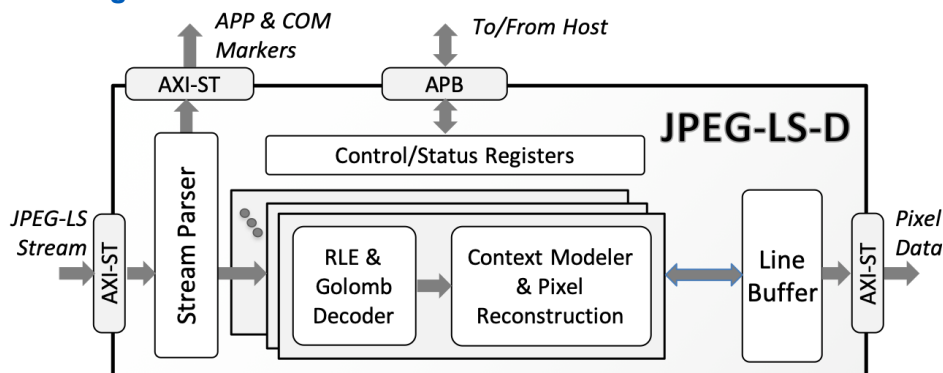 APP & COM
Markers
To/From Host
AXI-ST
APB
JPEG-LS-D
Control/Status Registers
JPEG-LS
Stream
AXI-ST
Stream Parser
RLE &
Golomb
Decoder
Context Modeler
& Pixel
Reconstruction
Line
Buffer
AXI-ST
Pixel
Data